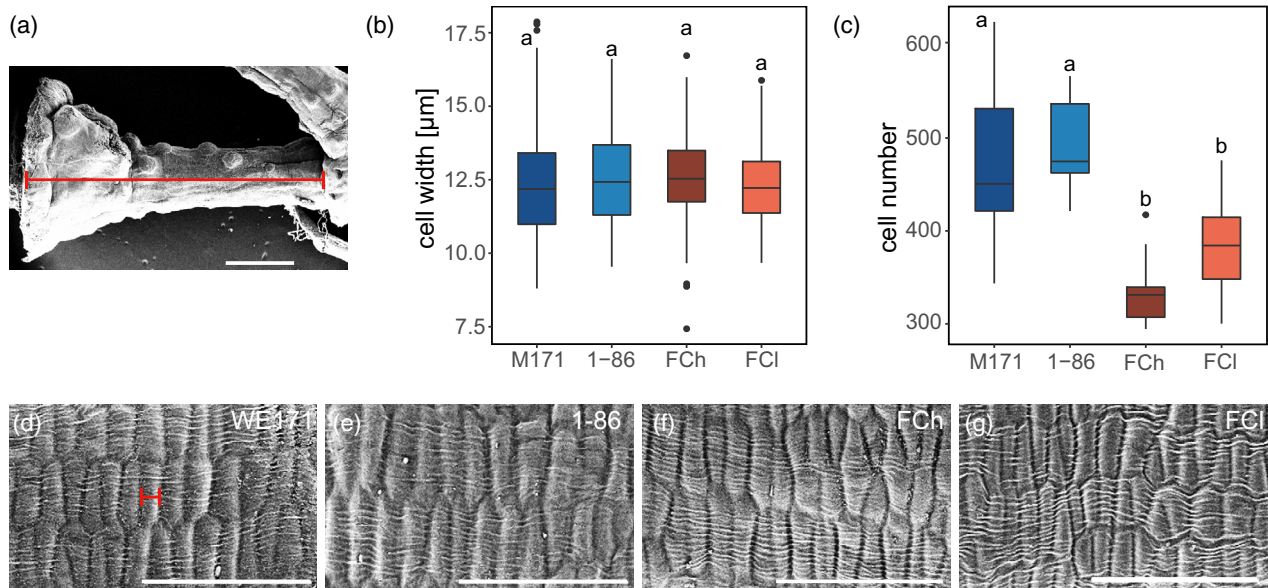 (a)
(b)
cell width [µm]
17.5
15.0
12.5
10.0
7.5
a
a
a
a
M171
1−86
FCh
FCl
(c)
cell number
600
500
400
300
a
a
b
b
M171
1−86
FCh
FCl
(d)
WE171
(e)
1-86
(f)
FCh
(g)
FCl